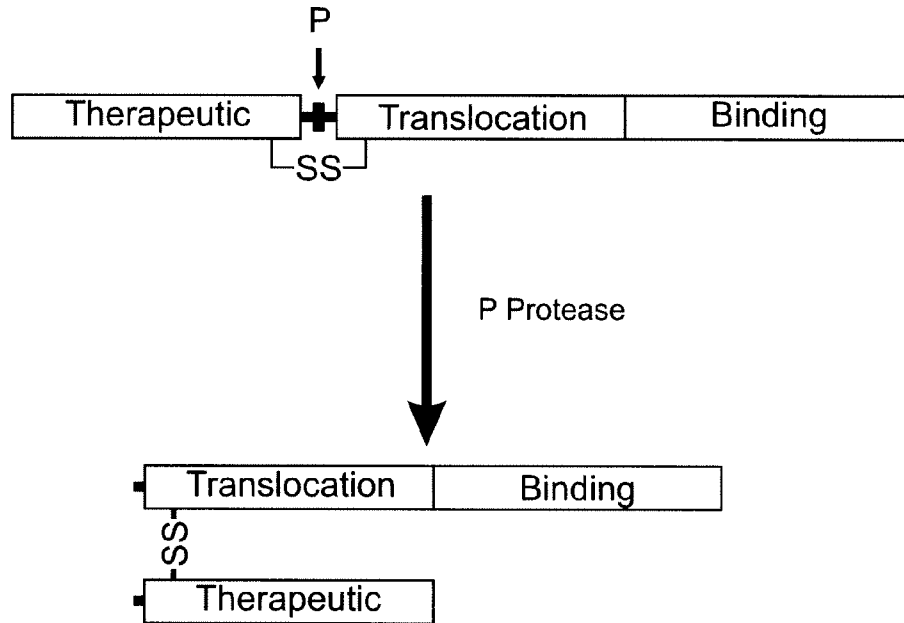 P
Therapeutic Translocation Binding
SS
P Protease
Translocation Binding
SS
Therapeutic